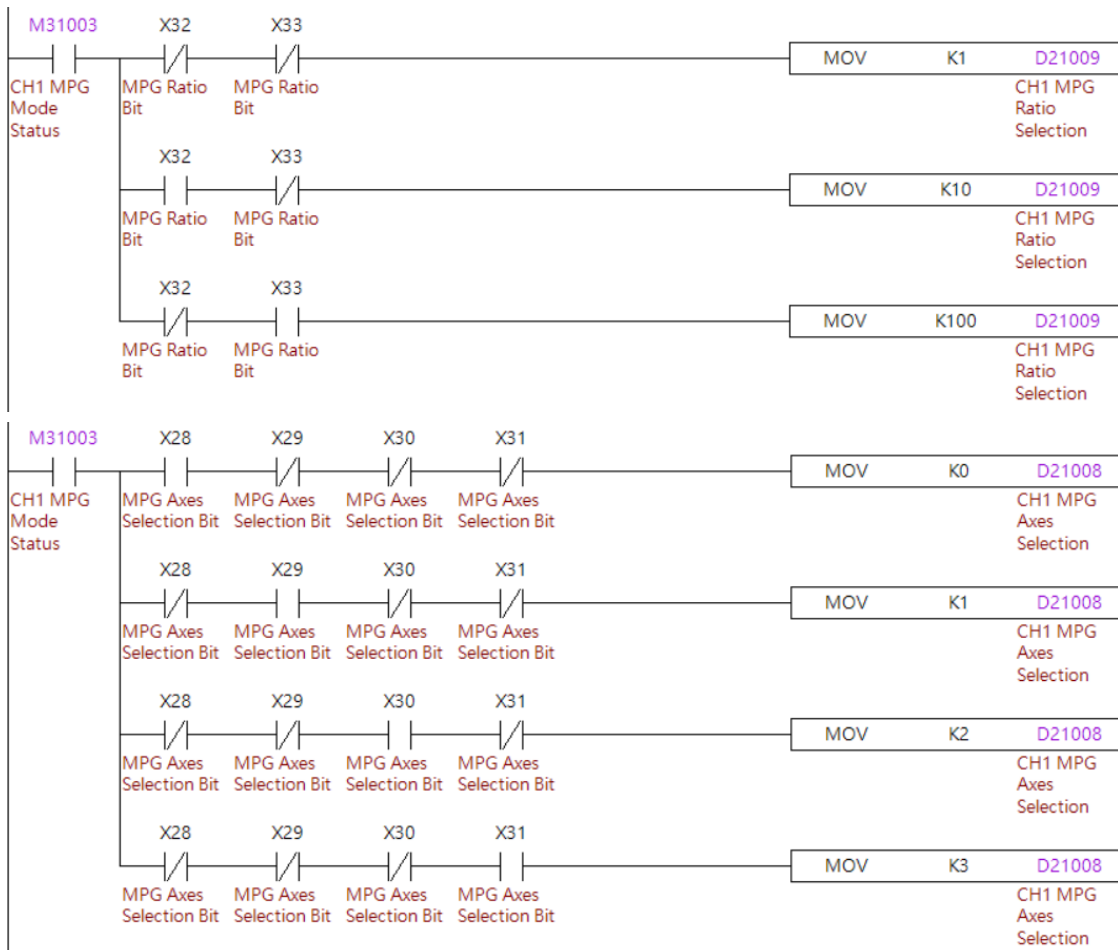 M31003 X32 X33
MOV K1 D21009
CH1 MPG MPG Ratio MPG Ratio CH1 MPG
Mode Bit Bit Ratio
Status Selection
X32 X33
MOV K10 D21009
MPG Ratio MPG Ratio CH1 MPG
Bit Bit Ratio
Selection
X32 X33
MOV K100 D21009
MPG Ratio MPG Ratio CH1 MPG
Bit Bit Ratio
Selection
M31003 X28 X29 X30 X31
MOV K0 D21008
CH1 MPG MPG Axes MPG Axes MPG Axes MPG Axes CH1 MPG
Mode Selection Bit Selection Bit Selection Bit Selection Bit Axes
Status Selection
X28 X29 X30 X31
MOV K1 D21008
MPG Axes MPG Axes MPG Axes MPG Axes CH1 MPG
Selection Bit Selection Bit Selection Bit Selection Bit Axes
Selection
X28 X29 X30 X31
MOV K2 D21008
MPG Axes MPG Axes MPG Axes MPG Axes CH1 MPG
Selection Bit Selection Bit Selection Bit Selection Bit Axes
Selection
X28 X29 X30 X31
MOV K3 D21008
MPG Axes MPG Axes MPG Axes MPG Axes CH1 MPG
Selection Bit Selection Bit Selection Bit Selection Bit Axes
Selection